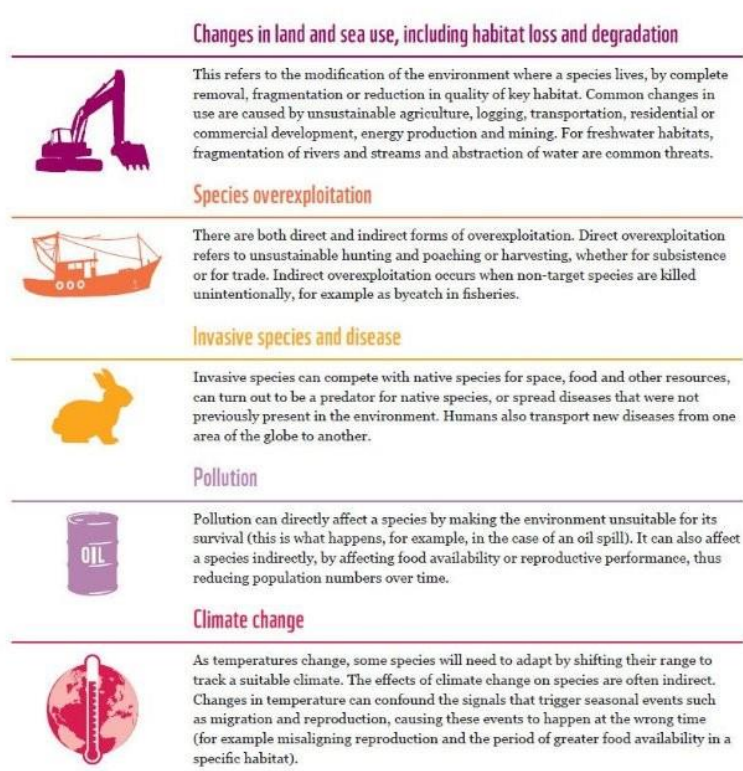 Changes in land and sea use, including habitat loss and degradation
This refers to the modification of the environment where a species lives, by complete
removal, fragmentation or reduction in quality of key habitat. Common changes in
use are caused by unsustainable agriculture, logging, transportation, residential or
commercial development, energy production and mining. For freshwater habitats,
fragmentation of rivers and streams and abstraction of water are common threats.
Species overexploitation
There are both direct and indirect forms of overexploitation. Direct overexploitation
refers to unsustainable hunting and poaching or harvesting, whether for subsistence
or for trade. Indirect overexploitation occurs when non-target species are killed
unintentionally, for example as bycatch in fisheries.
Invasive species and disease
Invasive species can compete with native species for space, food and other resources,
can turn out to be a predator for native species, or spread diseases that were not
previously present in the environment. Humans also transport new diseases from one
area of the globe to another.
Pollution
OIL
Pollution can directly affect a species by making the environment unsuitable for its
survival (this is what happens, for example, in the case of an oil spill). It can also affect
a species indirectly, by affecting food availability or reproductive performance, thus
reducing population numbers over time.
Climate change
As temperatures change, some species will need to adapt by shifting their range to
track a suitable climate. The effects of climate change on species are often indirect.
Changes in temperature can confound the signals that trigger seasonal events such
as migration and reproduction, causing these events to happen at the wrong time
(for example misaligning reproduction and the period of greater food availability in a
specific habitat).